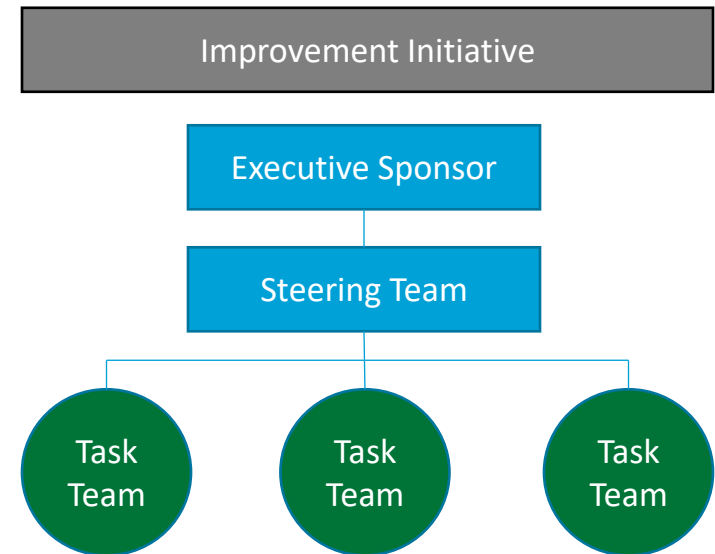 Improvement Initiative
Executive Sponsor
Steering Team
Task
Team
Task
Team
Task
Team